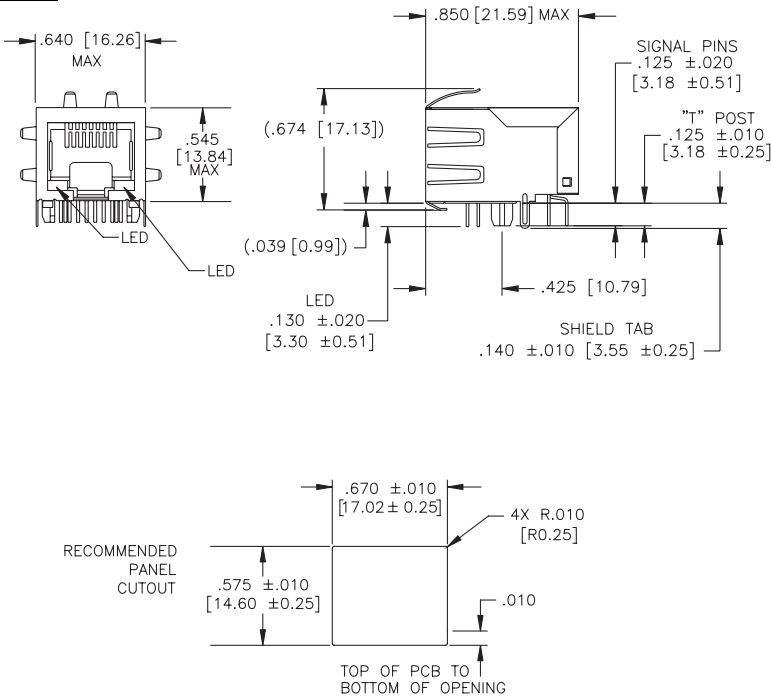 .640 [16.26]
MAX
.850 [21.59] MAX
SIGNAL PINS
.125 ±.020
[3.18 ±0.51]
"T" POST
.125 ±.010
[3.18 ±0.25]
(.674 [17.13])
.545
[13.84]
MAX
LED
LED
(.039 [0.99])
LED
.130 ±.020
[3.30 ±0.51]
.425 [10.79]
SHIELD TAB
.140 ±.010 [3.55 ±0.25]
.670 ±.010
[17.02± 0.25]
4X R.010
[R0.25]
RECOMMENDED
PANEL
CUTOUT
.575 ±.010
[14.60 ±0.25]
.010
TOP OF PCB TO
BOTTOM OF OPENING